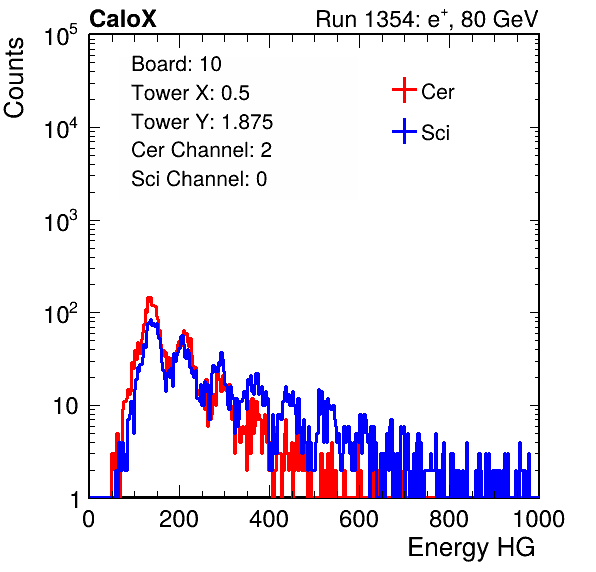 CaloX Run 1354: e⁺, 80 GeV
Counts
10⁵
10⁴
10³
10²
10
1
Board: 10
Tower X: 0.5
Tower Y: 1.875
Cer Channel: 2
Sci Channel: 0
Cer
Sci
0 200 400 600 800 1000
Energy HG